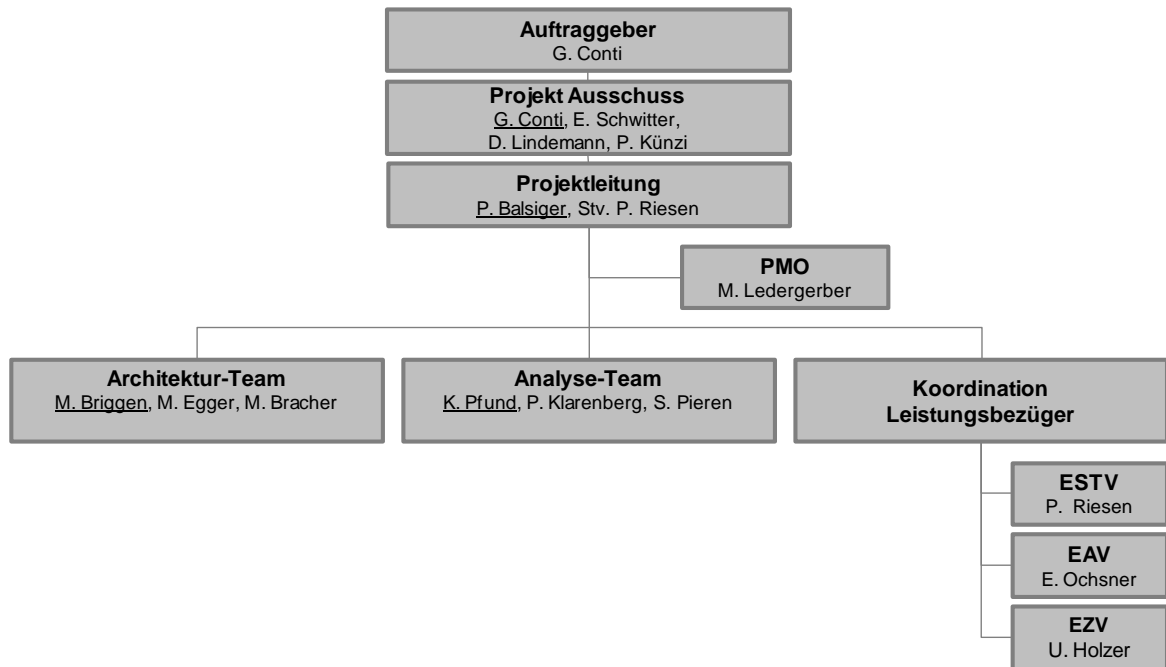 Auftraggeber
G. Conti
Projekt Ausschuss
G. Conti, E. Schwitter,
D. Lindemann, P. Künzi
Projektleitung
P. Balsiger, Stv. P. Riesen
PMO
M. Ledergerber
Architektur-Team
M. Briggen, M. Egger, M. Bracher
Analyse-Team
K. Pfund, P. Klarenberg, S. Pieren
Koordination
Leistungsbezüger
ESTV
P. Riesen
EAV
E. Ochsner
EZV
U. Holzer